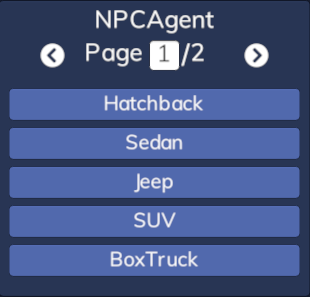 NPCAgent
Page 1/2
Hatchback
Sedan
Jeep
SUV
BoxTruck